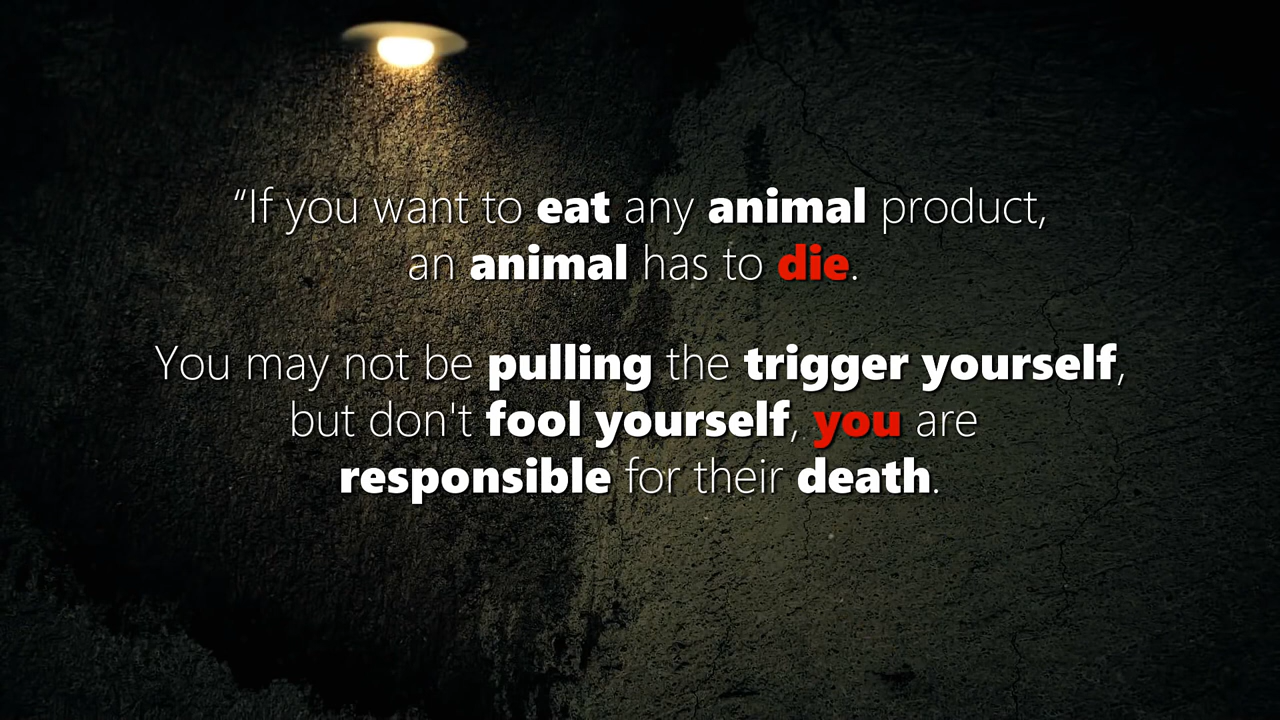 “If you want to eat any animal product,
an animal has to die.
You may not be pulling the trigger yourself,
but don't fool yourself, you are
responsible for their death.